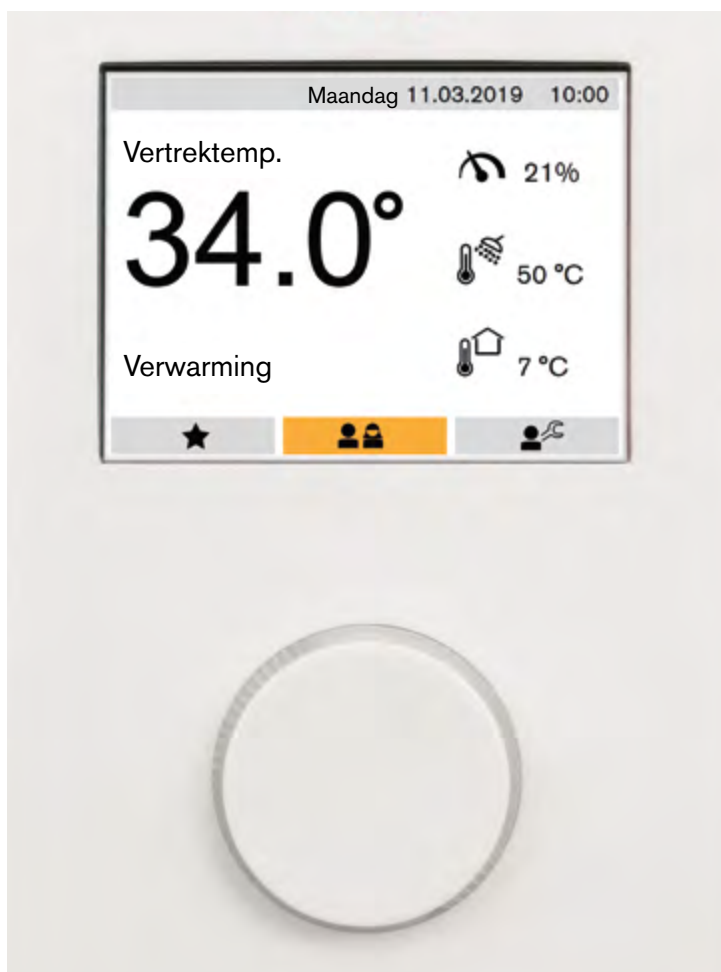 Maandag 11.03.2019 10:00
Vertrektemp.
34.0°
21%
50 °C
7 °C
Verwarming